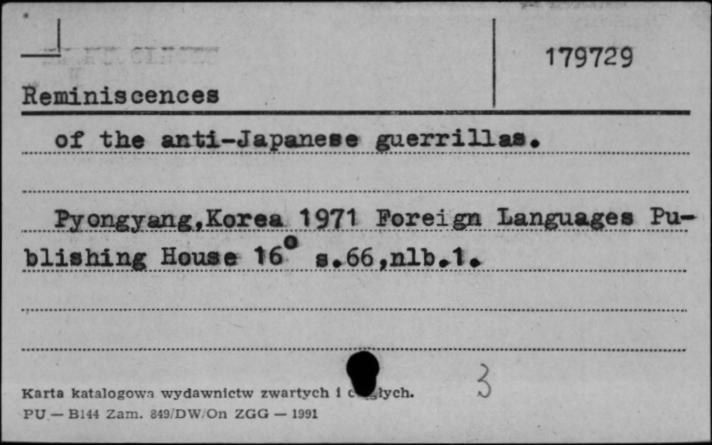 179729
Reminiscences
of the anti-Japanese guerrillas.
Pyongyang,Korea 1971 Foreign Languages Pu-
blishing House 16° s.66,nlb.1.
3
Karta katalogowa wydawnictw zwartych i
PU — B144 Zam. 849/DW/On ZGG — 1991